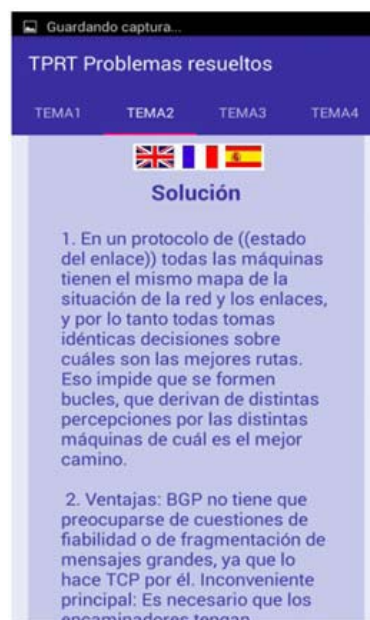 Guardando captura...
TPRT Problemas resueltos
TEMA1 TEMA2 TEMA3 TEMA4
Solución
1. En un protocolo de ((estado
del enlace)) todas las máquinas
tienen el mismo mapa de la
situación de la red y los enlaces,
y por lo tanto todas tomas
idénticas decisiones sobre
cuáles son las mejores rutas.
Eso impide que se formen
bucles, que derivan de distintas
percepciones por las distintas
máquinas de cuál es el mejor
camino.
2. Ventajas: BGP no tiene que
preocuparse de cuestiones de
fiabilidad o de fragmentación de
mensajes grandes, ya que lo
hace TCP por él. Inconveniente
principal: Es necesario que los
encaminadores tengan